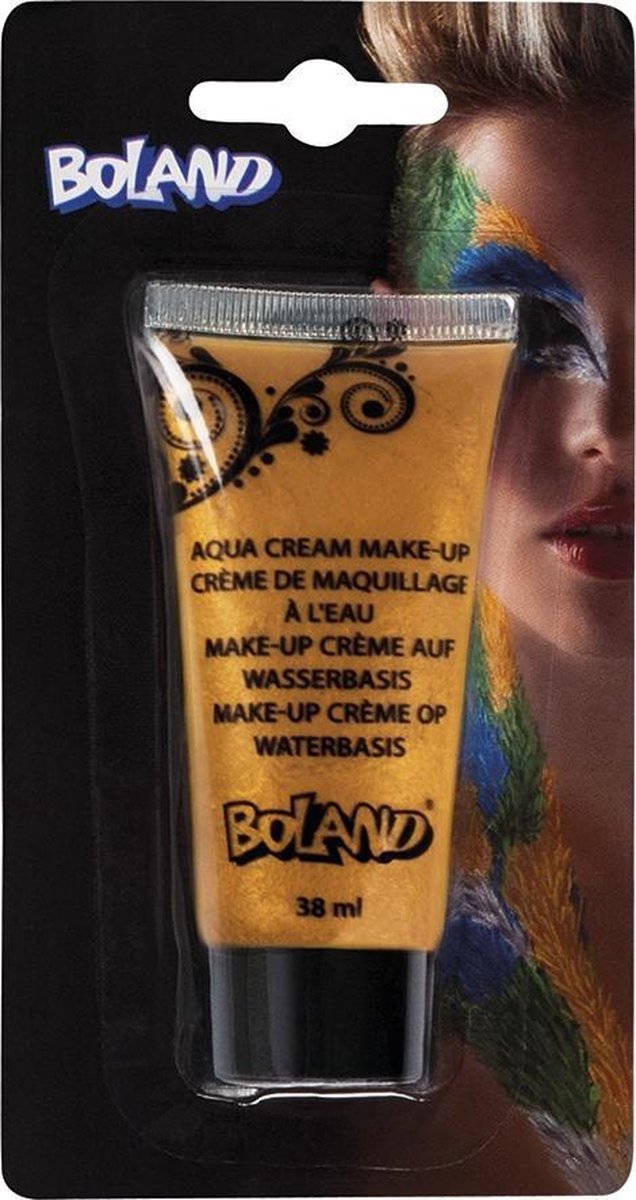 BOLAND
AQUA CREAM MAKE-UP
CRÈME DE MAQUILLAGE
À L'EAU
MAKE-UP CRÈME AUF
WASSERBASIS
MAKE-UP CRÈME OP
WATERBASIS
BOLAND®
38 ml